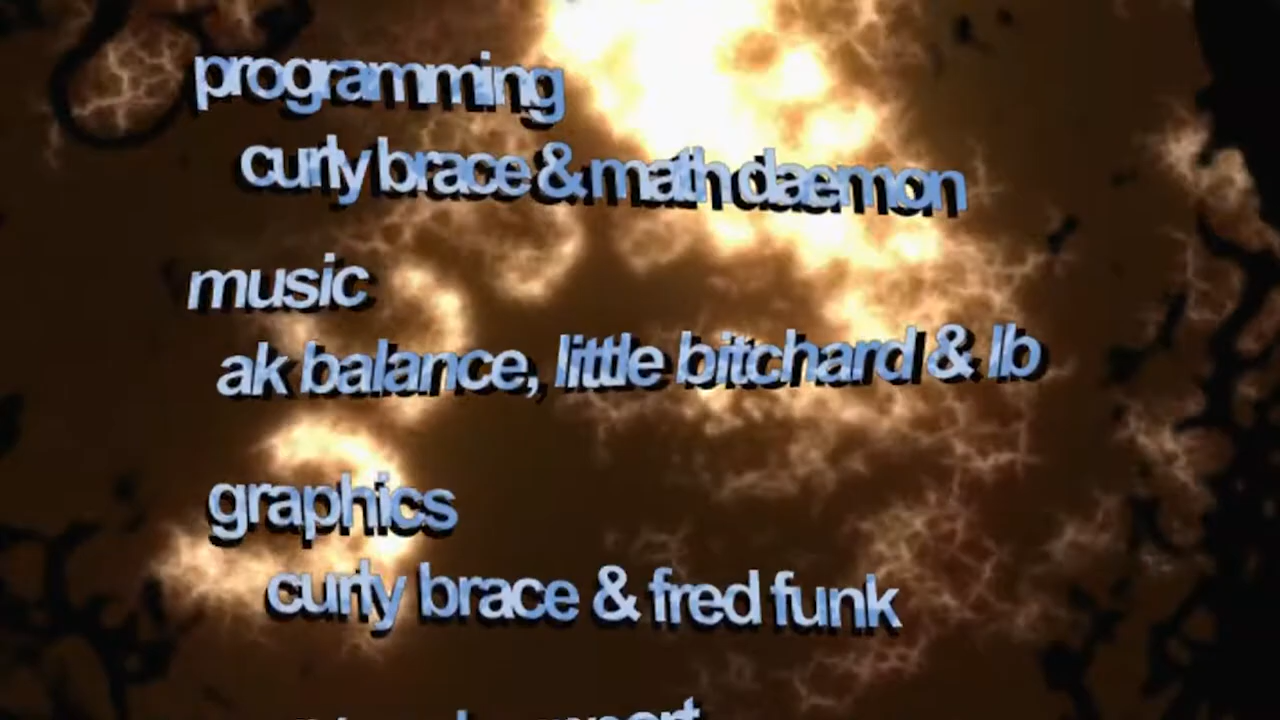 programming
curly brace & math daemon
music
ak balance, little bitchard & lb
graphics
curly brace & fred funk